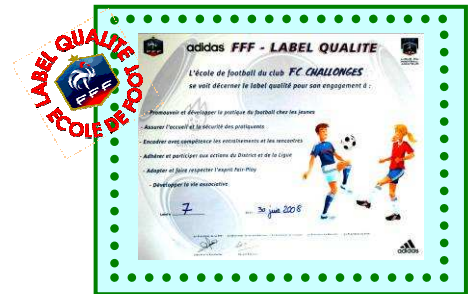 LABEL QUALITE
FFF
ECOLE DE FOOT
adidas FFF - LABEL QUALITE
L'école de football du club FC CHALLONGES
se voit décerner le label qualité pour son engagement à :
- Promouvoir et développer la pratique du football chez les jeunes
- Assurer l'accueil et la sécurité des pratiquants
- Encadrer avec compétence les entraînements et les rencontres
- Adhérer et participer aux actions du District et de la Ligue
- Adopter et faire respecter l'esprit Fair-Play
- Développer la vie associative
7
30 juin 2008
adidas